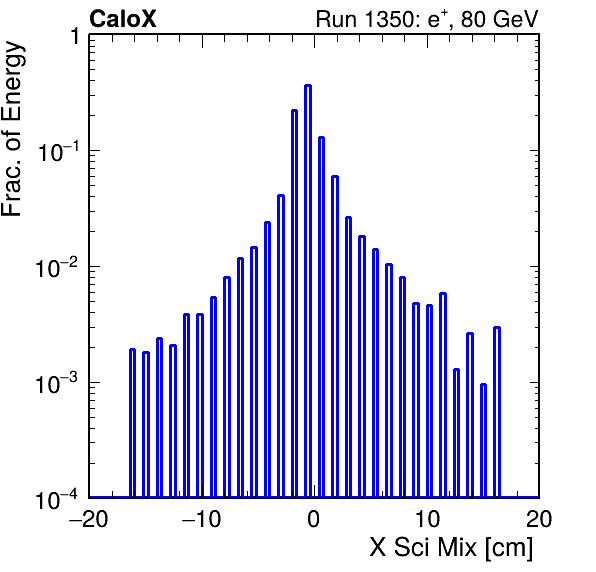 CaloX
Run 1350: e⁺, 80 GeV
Frac. of Energy
1
10⁻¹
10⁻²
10⁻³
10⁻⁴
−20
−10
0
10
20
X Sci Mix [cm]